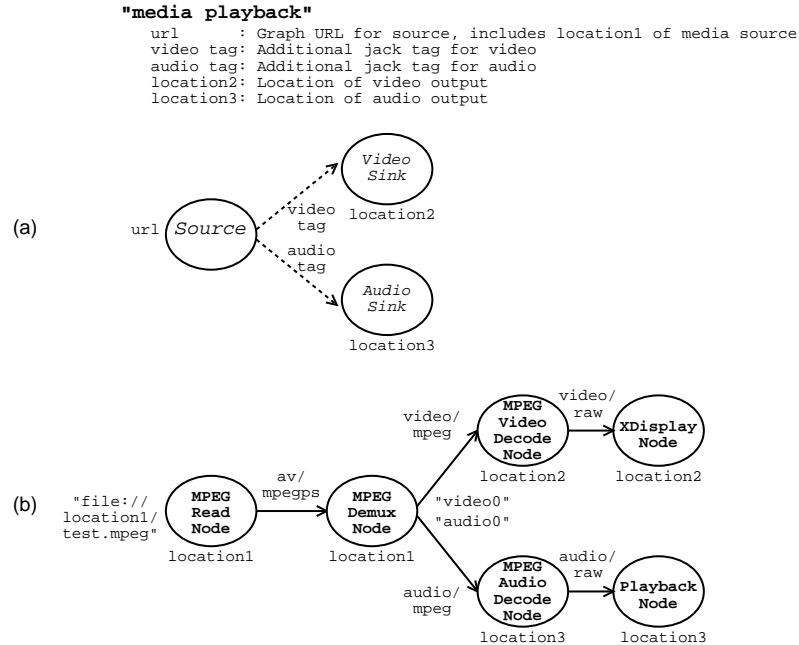 "media playback"
url      : Graph URL for source, includes location1 of media source
video tag: Additional jack tag for video
audio tag: Additional jack tag for audio
location2: Location of video output
location3: Location of audio output
(a)
url
Source
video
tag
audio
tag
Video
Sink
location2
Audio
Sink
location3
(b)
"file://
location1/
test.mpeg"
MPEG
Read
Node
location1
av/
mpegps
MPEG
Demux
Node
location1
video/
mpeg
"video0"
"audio0"
audio/
mpeg
MPEG
Video
Decode
Node
location2
video/
raw
XDisplay
Node
location2
MPEG
Audio
Decode
Node
location3
audio/
raw
Playback
Node
location3